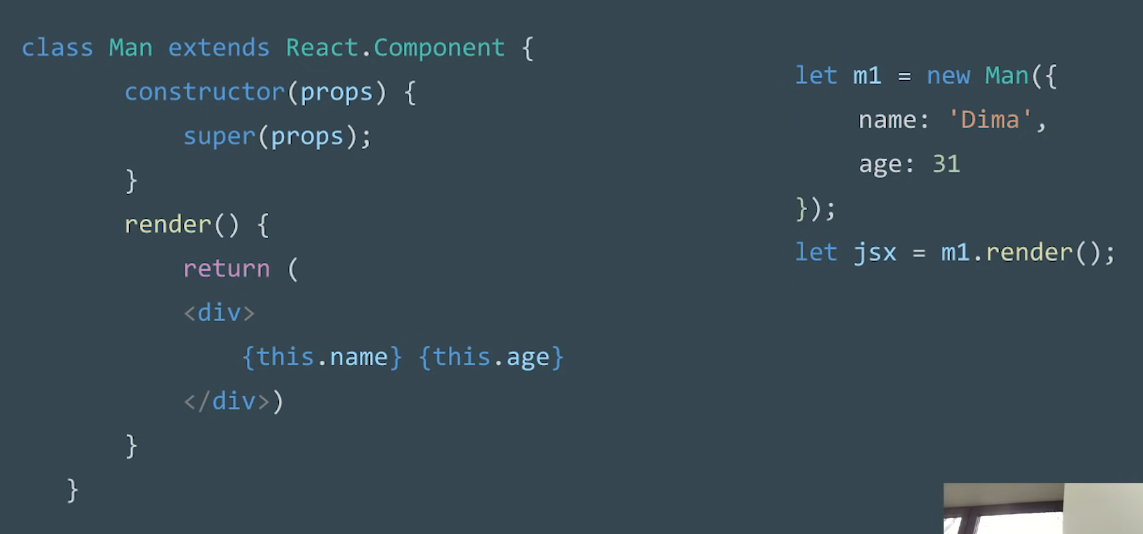 class Man extends React.Component {
constructor(props) {
super(props);
}
render() {
return (
<div>
{this.name} {this.age}
</div>)
}
}
let m1 = new Man({
name: 'Dima',
age: 31
});
let jsx = m1.render();